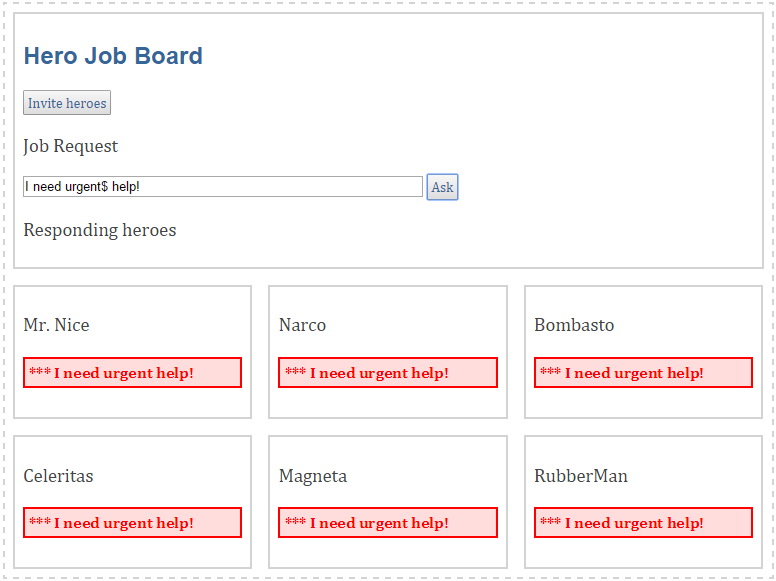 Hero Job Board
Invite heroes
Job Request
I need urgent$ help! Ask
Responding heroes
Mr. Nice
*** I need urgent help!
Narco
*** I need urgent help!
Bombasto
*** I need urgent help!
Celeritas
*** I need urgent help!
Magneta
*** I need urgent help!
RubberMan
*** I need urgent help!